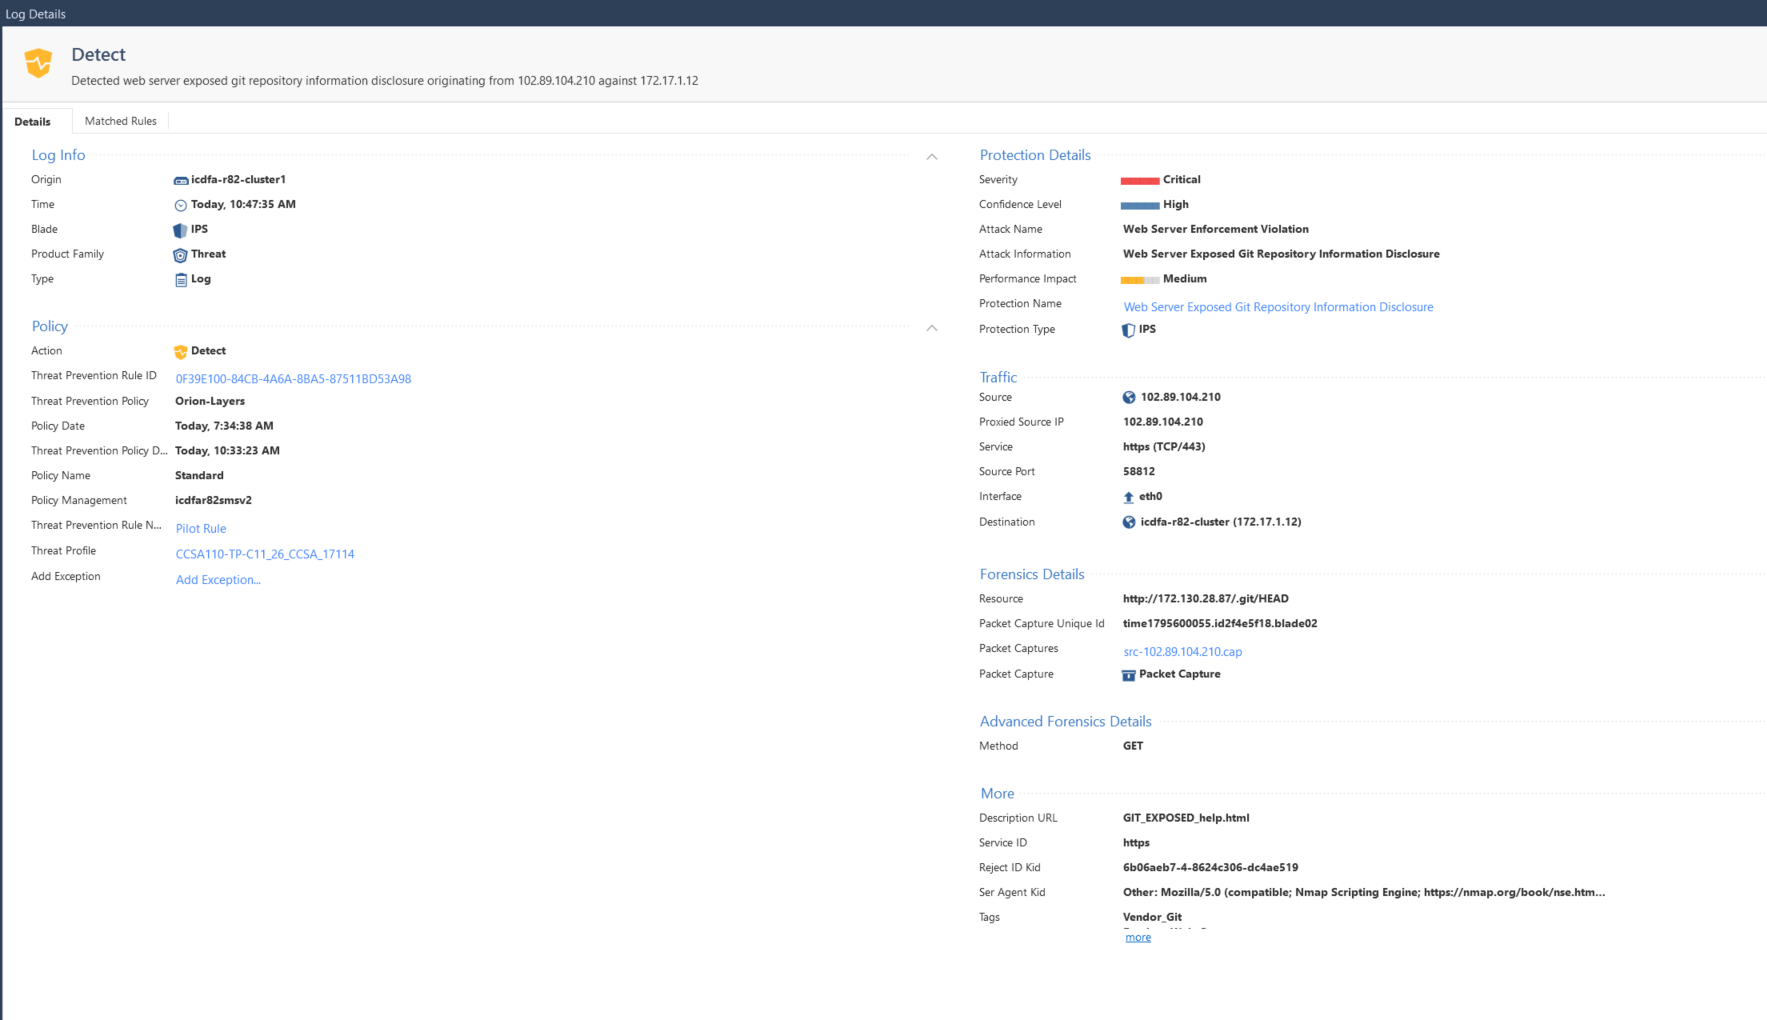 Log Details
Detect
Detected web server exposed git repository information disclosure originating from 102.89.104.210 against 172.17.1.12
Details
Matched Rules
Log Info
Origin icdfa-r82-cluster1
Time Today, 10:47:35 AM
Blade IPS
Product Family Threat
Type Log
Policy
Action Detect
Threat Prevention Rule ID 0F39E100-84CB-4A6A-8BA5-87511BD53A98
Threat Prevention Policy Orion-Layers
Policy Date Today, 7:34:38 AM
Threat Prevention Policy D... Today, 10:33:23 AM
Policy Name Standard
Policy Management icdfar82smsv2
Threat Prevention Rule N... Pilot Rule
Threat Profile CCSA110-TP-C11_26_CCSA_17114
Add Exception Add Exception...
Protection Details
Severity Critical
Confidence Level High
Attack Name Web Server Enforcement Violation
Attack Information Web Server Exposed Git Repository Information Disclosure
Performance Impact Medium
Protection Name Web Server Exposed Git Repository Information Disclosure
Protection Type IPS
Traffic
Source 102.89.104.210
Proxied Source IP 102.89.104.210
Service https (TCP/443)
Source Port 58812
Interface eth0
Destination icdfa-r82-cluster (172.17.1.12)
Forensics Details
Resource http://172.130.28.87/.git/HEAD
Packet Capture Unique Id time1795600055.id2f4e5f18.blade02
Packet Captures src-102.89.104.210.cap
Packet Capture Packet Capture
Advanced Forensics Details
Method GET
More
Description URL GIT_EXPOSED_help.html
Service ID https
Reject ID Kid 6b06aeb7-4-8624c306-dc4ae519
Ser Agent Kid Other: Mozilla/5.0 (compatible; Nmap Scripting Engine; https://nmap.org/book/nse.htm...
Tags Vendor_Git
more